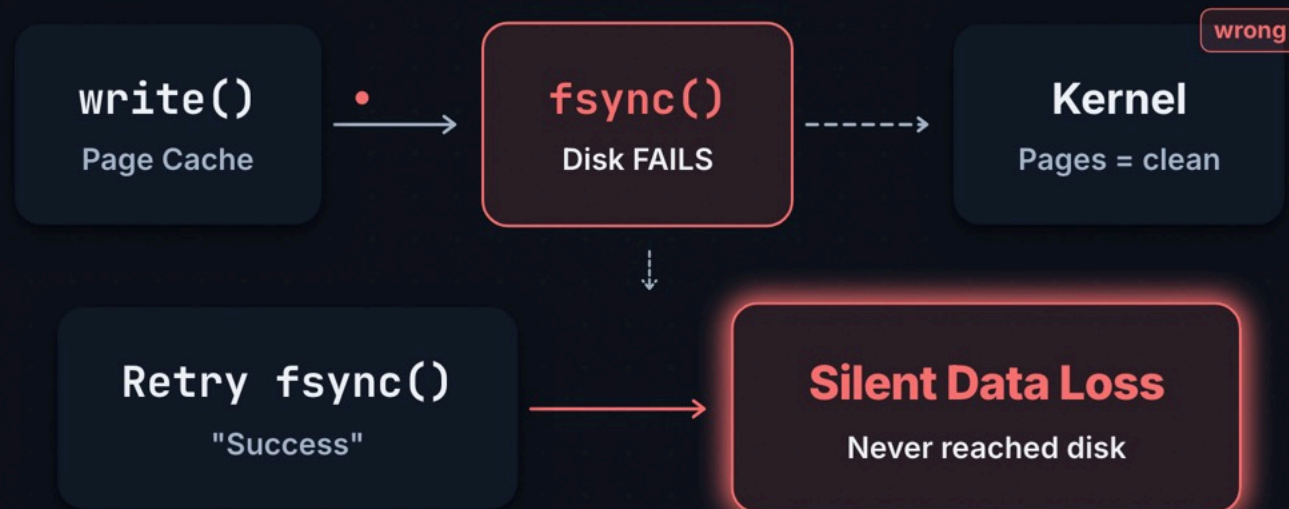 write()
Page Cache
fsync()
Disk FAILS
wrong
Kernel
Pages = clean
Retry fsync()
"Success"
Silent Data Loss
Never reached disk